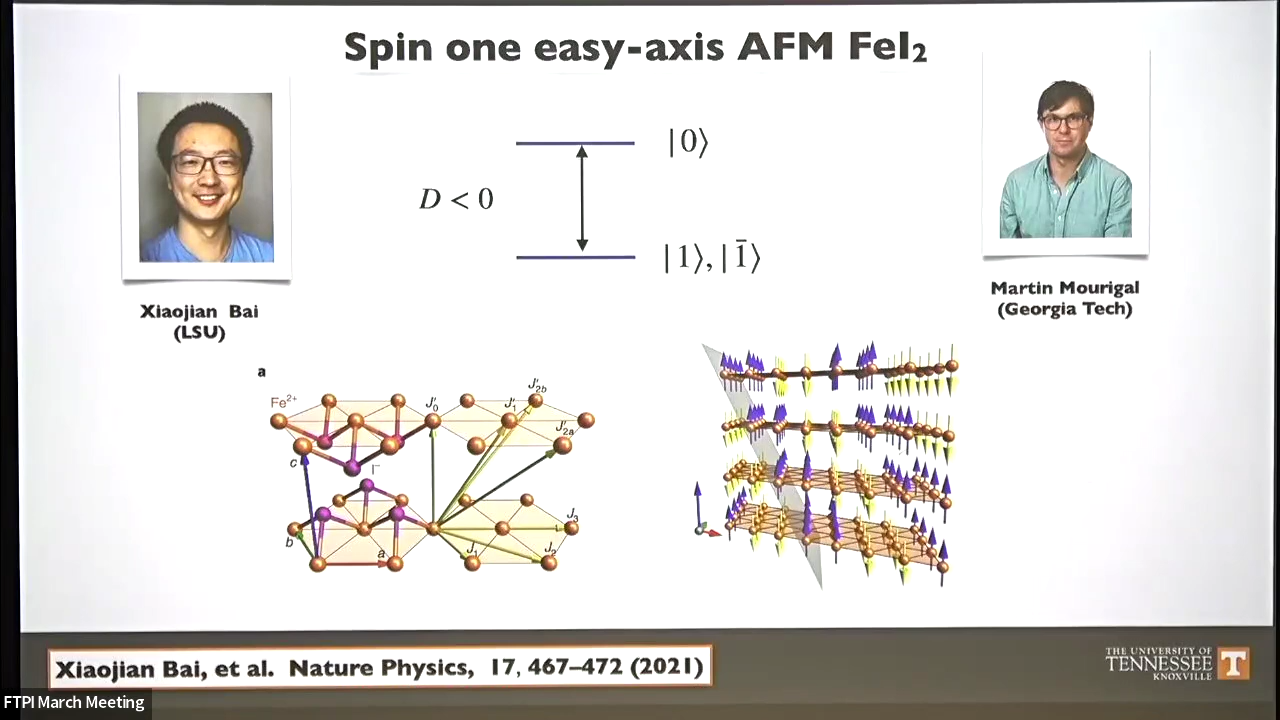 Spin one easy-axis AFM FeI₂
|0⟩
D < 0
|1⟩, |1̄⟩
Xiaojian Bai
(LSU)
Martin Mourigal
(Georgia Tech)
a
Fe²⁺
J′₀
J′₁
J′₂b
J′₂a
c
I⁻
b
a
J₁
J₂
J₃
Xiaojian Bai, et al. Nature Physics, 17, 467–472 (2021)
THE UNIVERSITY OF
TENNESSEE
KNOXVILLE
T
FTPI March Meeting